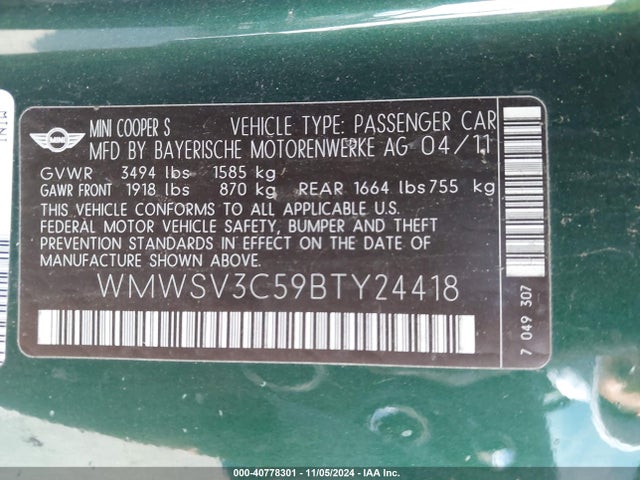 MINI
MINI COOPER S VEHICLE TYPE: PASSENGER CAR
MFD BY BAYERISCHE MOTORENWERKE AG 04/11
GVWR 3494 lbs 1585 kg
GAWR FRONT 1918 lbs 870 kg REAR 1664 lbs 755 kg
THIS VEHICLE CONFORMS TO ALL APPLICABLE U.S.
FEDERAL MOTOR VEHICLE SAFETY, BUMPER AND THEFT
PREVENTION STANDARDS IN EFFECT ON THE DATE OF
MANUFACTURE SHOWN ABOVE.
WMWSV3C59BTY24418
7 049 307
MINI
000-40778301 - 11/05/2024 - IAA Inc.